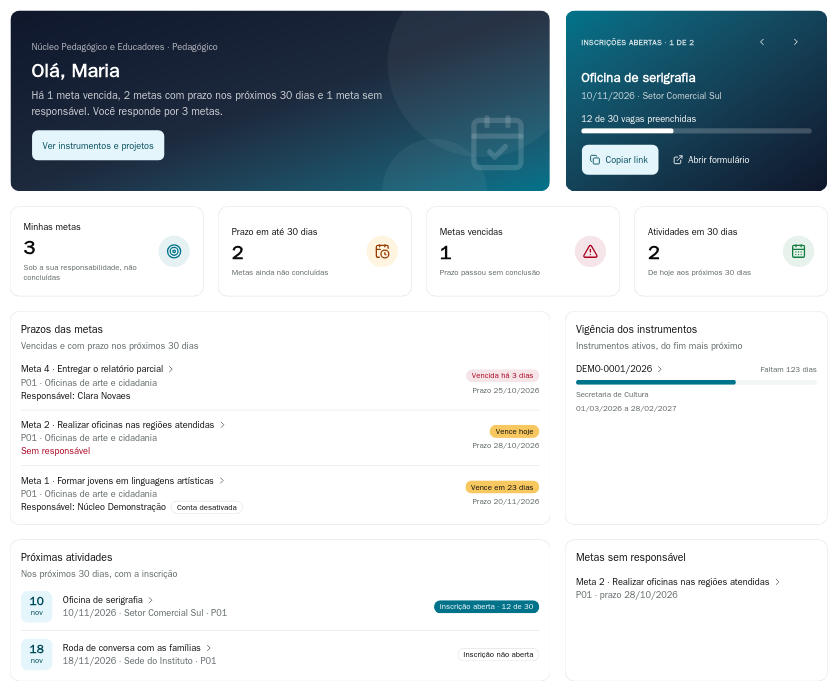 Núcleo Pedagógico e Educadores · Pedagógico
Olá, Maria
Há 1 meta vencida, 2 metas com prazo nos próximos 30 dias e 1 meta sem
responsável. Você responde por 3 metas.
Ver instrumentos e projetos
INSCRIÇÕES ABERTAS · 1 DE 2
Oficina de serigrafia
10/11/2026 · Setor Comercial Sul
12 de 30 vagas preenchidas
Copiar link
Abrir formulário
Minhas metas
3
Sob a sua responsabilidade, não
concluídas
Prazo em até 30 dias
2
Metas ainda não concluídas
Metas vencidas
1
Prazo passou sem conclusão
Atividades em 30 dias
2
De hoje aos próximos 30 dias
Prazos das metas
Vencidas e com prazo nos próximos 30 dias
Meta 4 · Entregar o relatório parcial
P01 · Oficinas de arte e cidadania
Responsável: Clara Novaes
Vencida há 3 dias
Prazo 25/10/2026
Meta 2 · Realizar oficinas nas regiões atendidas
P01 · Oficinas de arte e cidadania
Sem responsável
Vence hoje
Prazo 28/10/2026
Meta 1 · Formar jovens em linguagens artísticas
P01 · Oficinas de arte e cidadania
Responsável: Núcleo Demonstração Conta desativada
Vence em 23 dias
Prazo 20/11/2026
Vigência dos instrumentos
Instrumentos ativos, do fim mais próximo
DEMO-0001/2026
Faltam 123 dias
Secretaria de Cultura
01/03/2026 a 28/02/2027
Próximas atividades
Nos próximos 30 dias, com a inscrição
10
nov
Oficina de serigrafia
10/11/2026 · Setor Comercial Sul · P01
Inscrição aberta · 12 de 30
18
nov
Roda de conversa com as famílias
18/11/2026 · Sede do Instituto · P01
Inscrição não aberta
Metas sem responsável
Meta 2 · Realizar oficinas nas regiões atendidas
P01 · prazo 28/10/2026